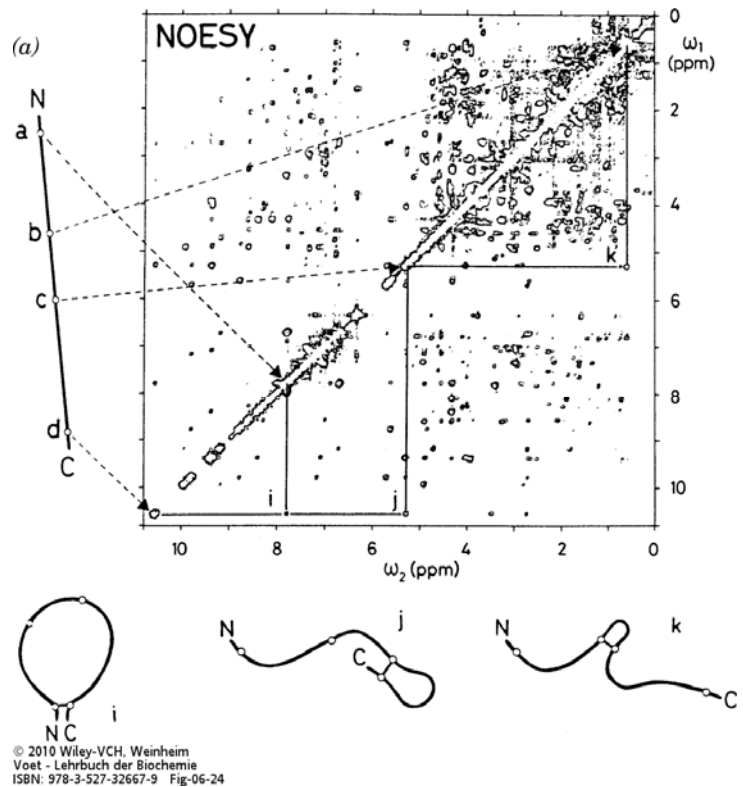 (a)
NOESY
0
ω₁
(ppm)
2
4
6
8
10
N
a
b
c
d
C
k
i
j
10 8 6 4 2 0
ω₂ (ppm)
N C
i
N
C
j
N
C
k
© 2010 Wiley-VCH, Weinheim
Voet - Lehrbuch der Biochemie
ISBN: 978-3-527-32667-9 Fig-06-24